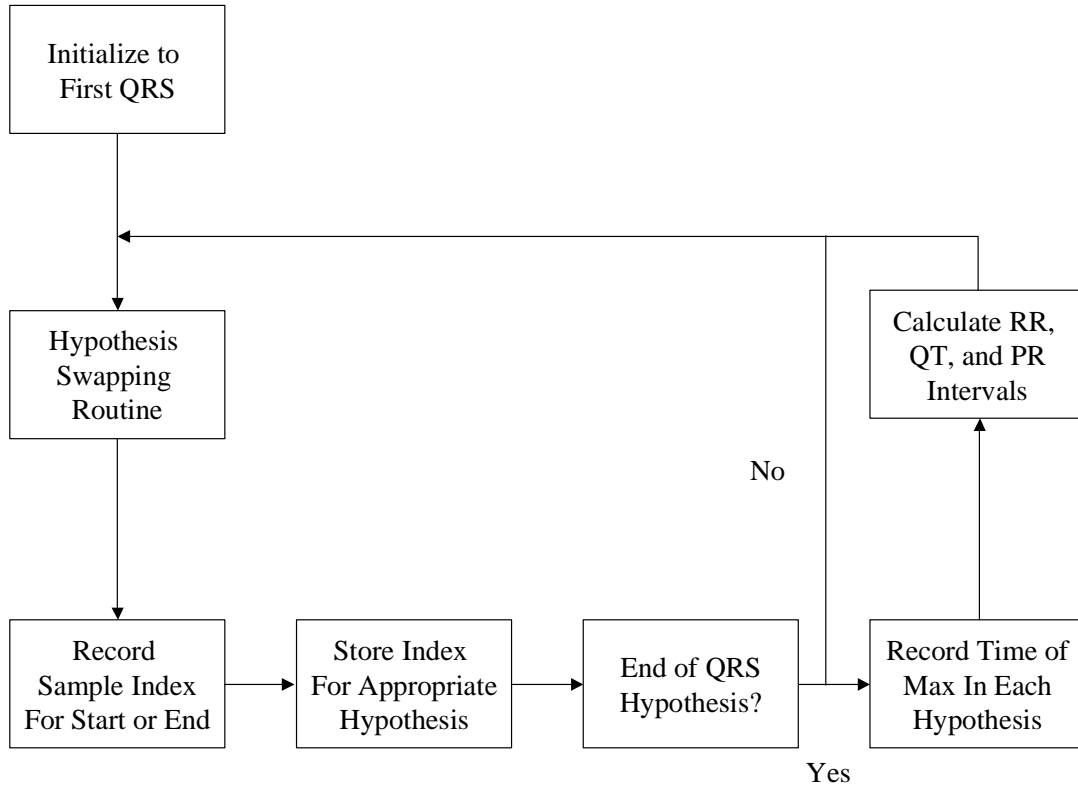 Initialize to
First QRS
Hypothesis
Swapping
Routine
Record
Sample Index
For Start or End
Store Index
For Appropriate
Hypothesis
End of QRS
Hypothesis?
No
Yes
Record Time of
Max In Each
Hypothesis
Calculate RR,
QT, and PR
Intervals